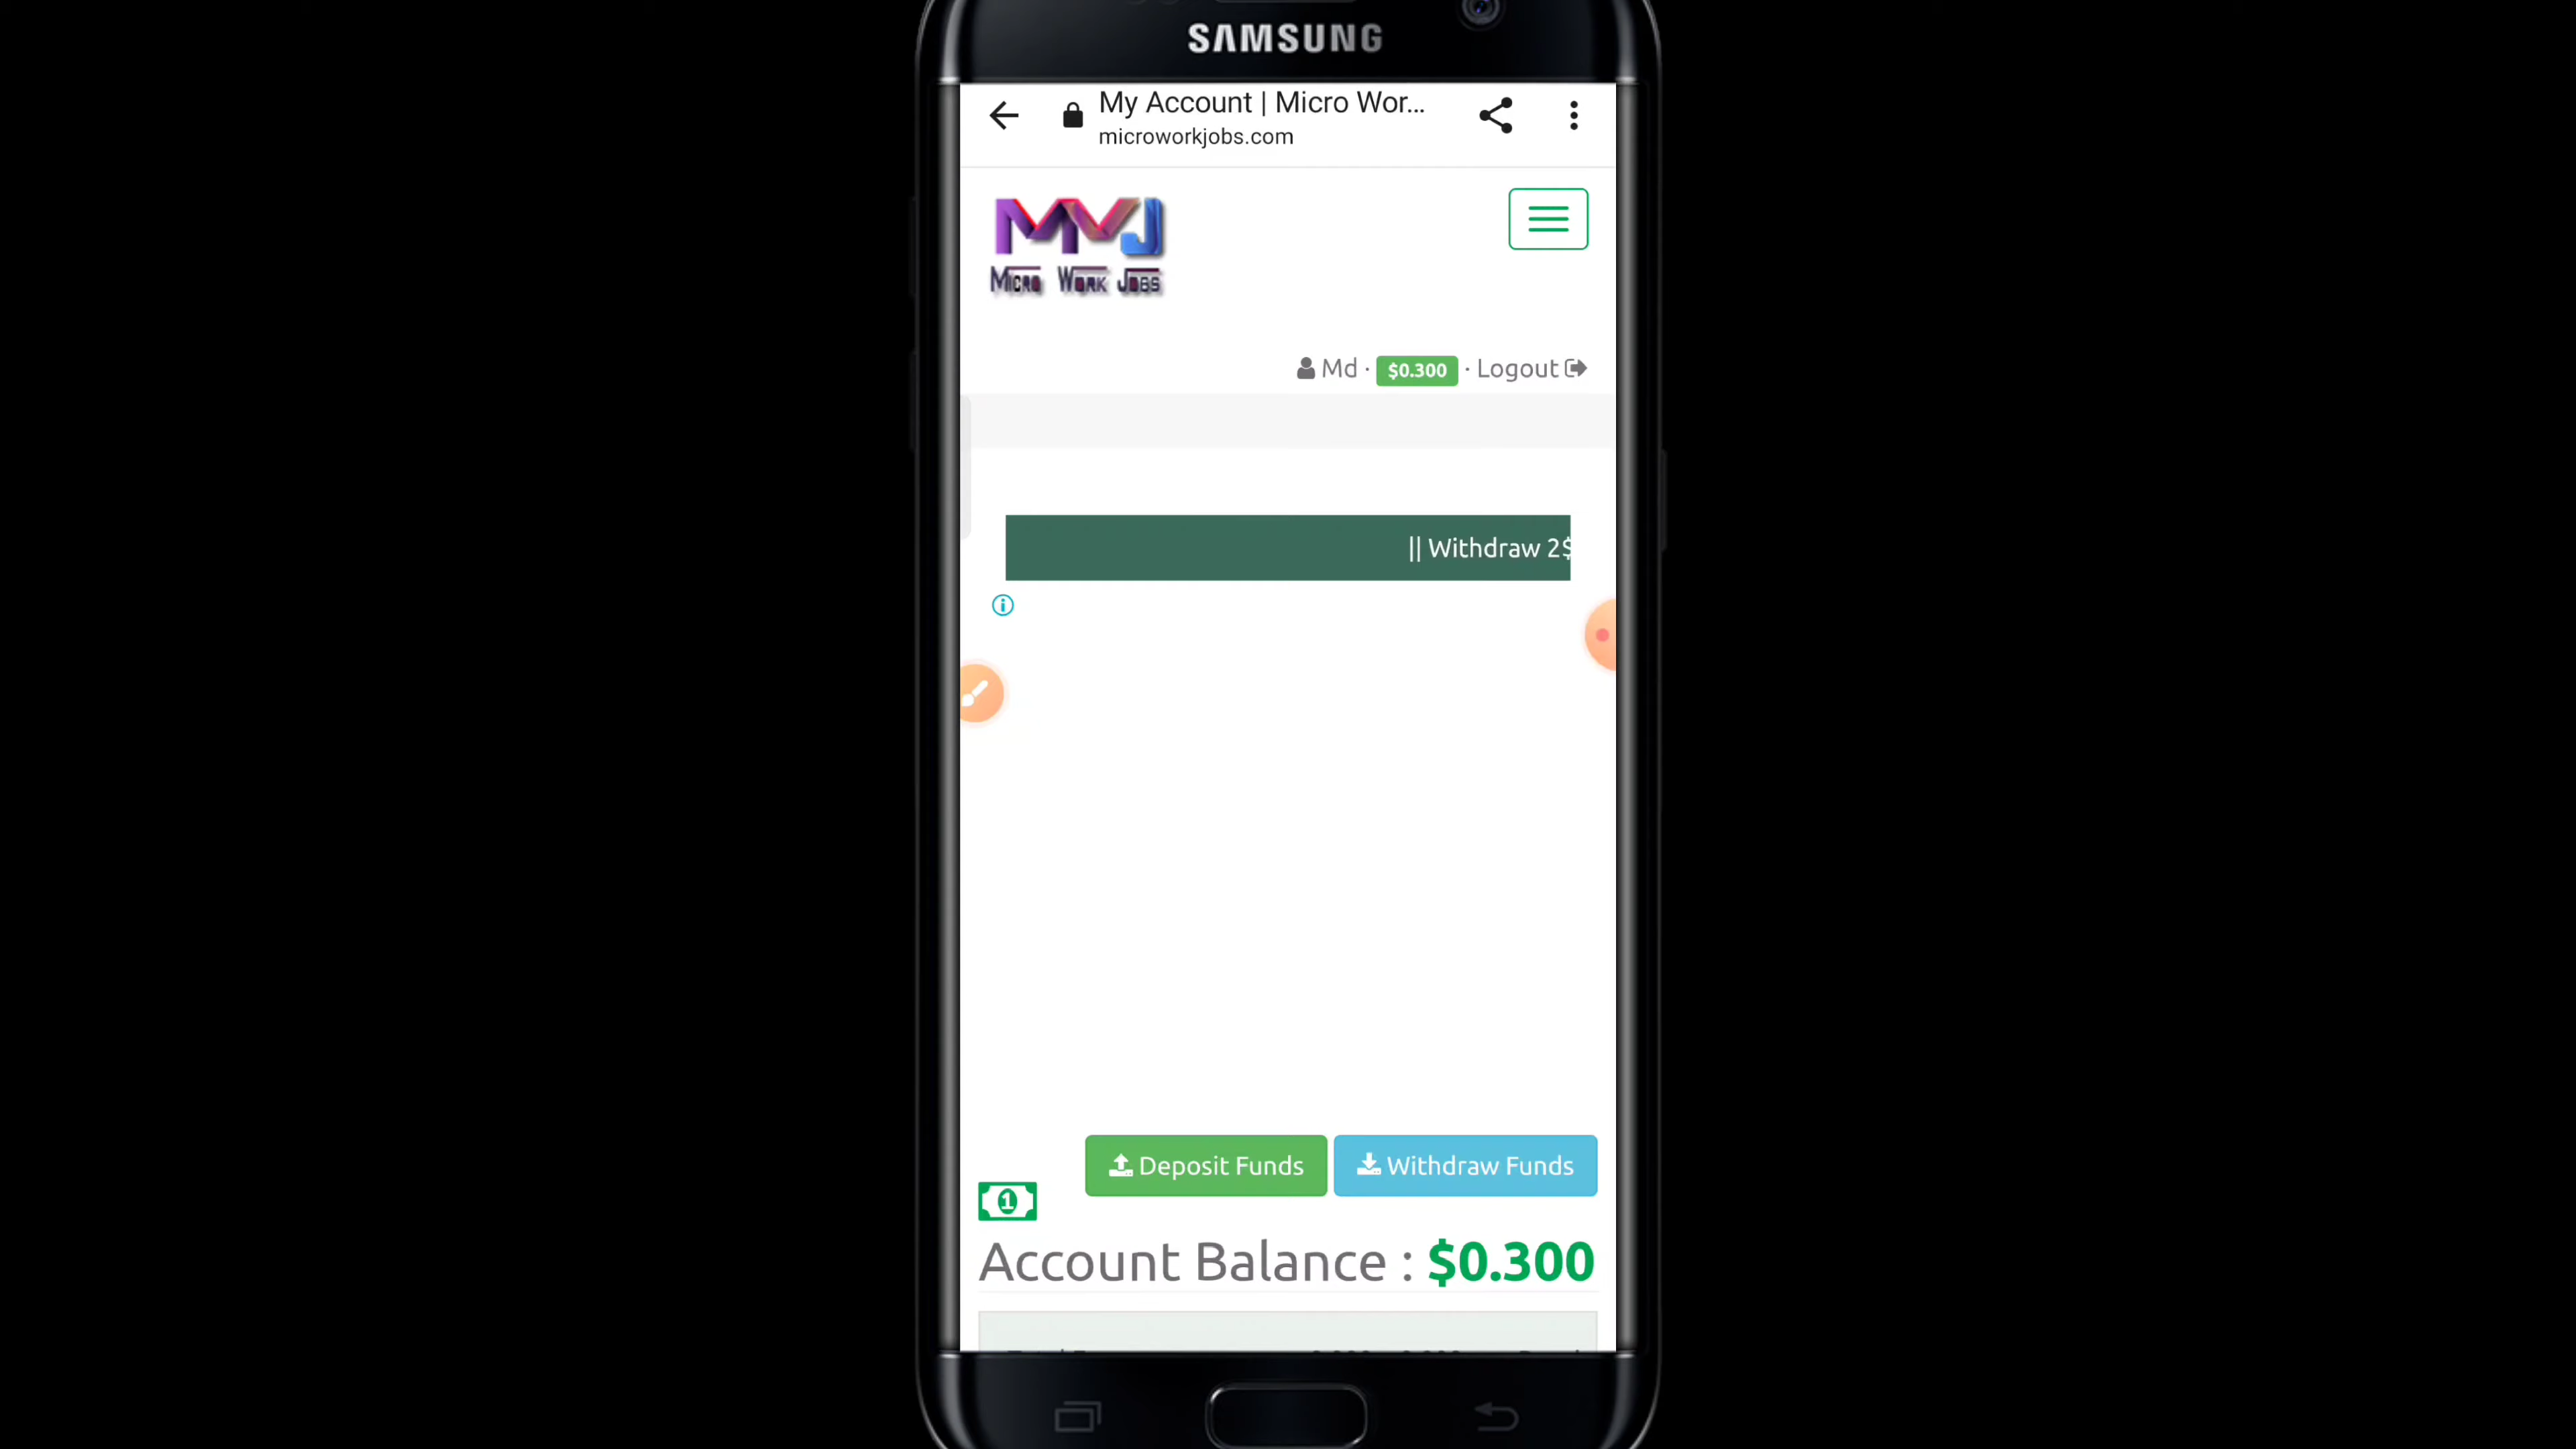 SAMSUNG
My Account | Micro Wor...
microworkjobs.com
MWJ
Micro Work Jobs
Md · $0.300 · Logout
|| Withdraw 2$
Deposit Funds Withdraw Funds
1
Account Balance : $0.300